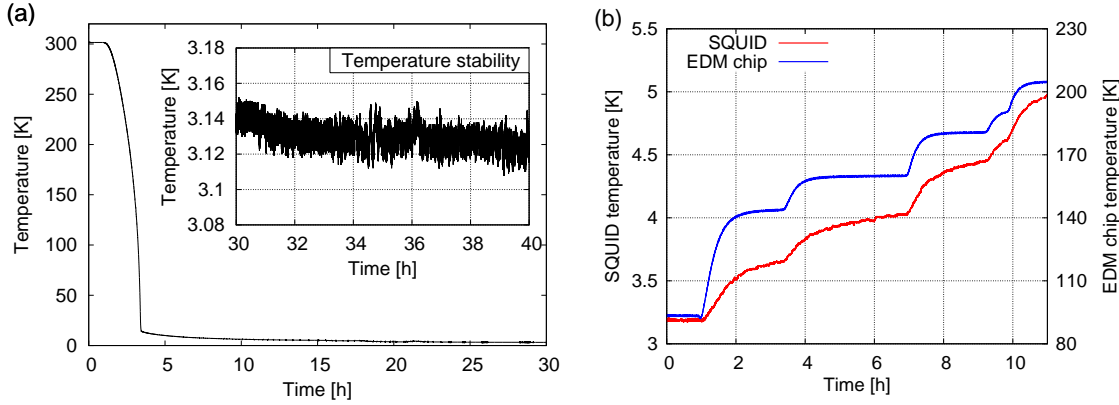 (a)
Temperature [K]
300
250
200
150
100
50
0
0 5 10 15 20 25 30
Time [h]
Temperature stability
Temperature [K]
3.18
3.16
3.14
3.12
3.1
3.08
30 32 34 36 38 40
Time [h]
(b)
SQUID
EDM chip
SQUID temperature [K]
5.5
5
4.5
4
3.5
3
0 2 4 6 8 10
Time [h]
230
200
170
140
110
80
EDM chip temperature [K]